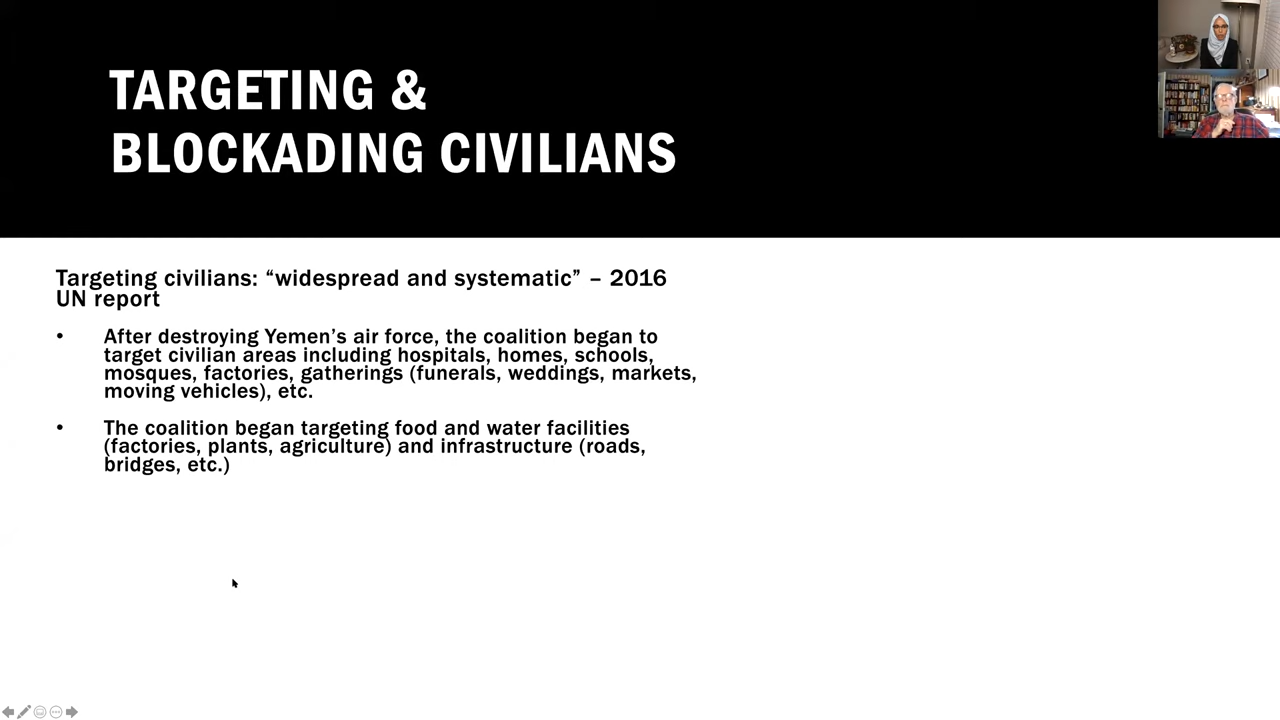 TARGETING &
BLOCKADING CIVILIANS
Targeting civilians: “widespread and systematic” – 2016
UN report
• After destroying Yemen’s air force, the coalition began to
target civilian areas including hospitals, homes, schools,
mosques, factories, gatherings (funerals, weddings, markets,
moving vehicles), etc.
• The coalition began targeting food and water facilities
(factories, plants, agriculture) and infrastructure (roads,
bridges, etc.)